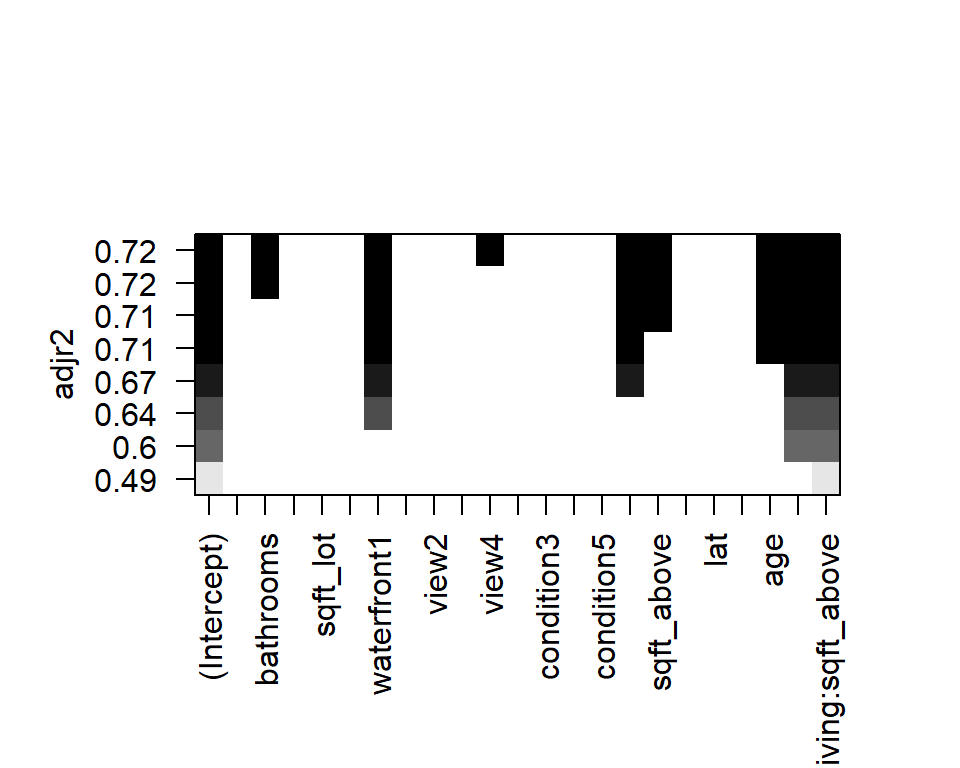 adjr2
0.72
0.72
0.71
0.71
0.67
0.64
0.6
0.49
(Intercept)
bathrooms
sqft_lot
waterfront1
view2
view4
condition3
condition5
sqft_above
lat
age
iving:sqft_above